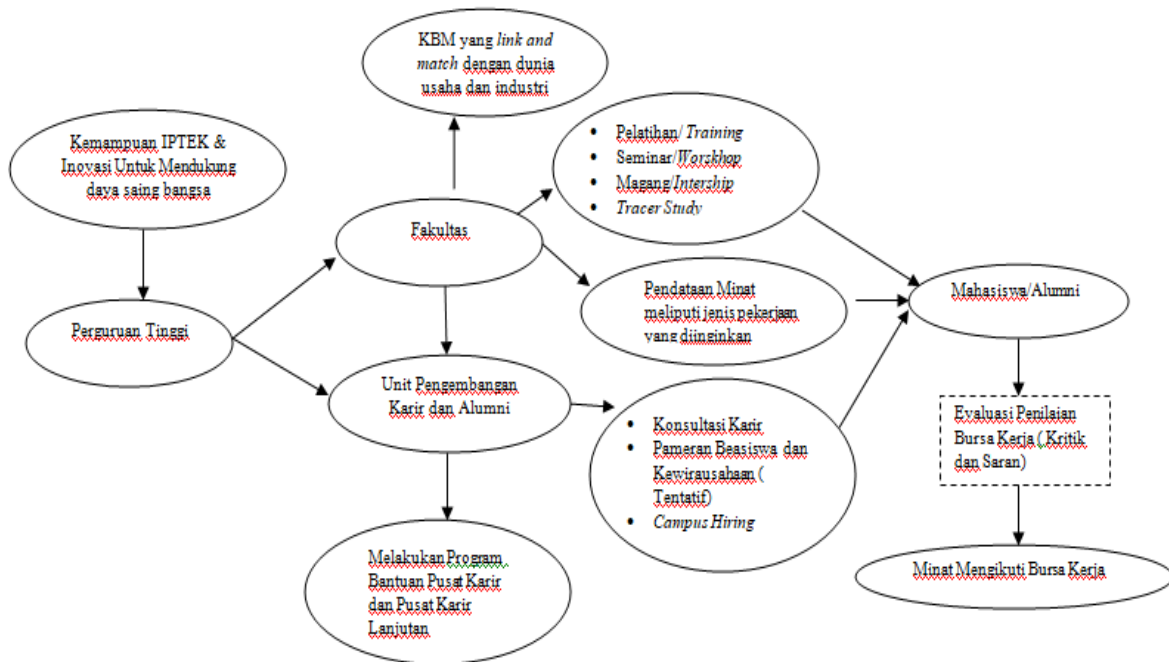 KBM yang link and
match dengan dunia
usaha dan industri
Kemampuan IPTEK &
Inovasi Untuk Mendukung
daya saing bangsa
• Pelatihan/ Training
• Seminar/Worskhop
• Magang/Intership
• Tracer Study
Fakultas
Perguruan Tinggi
Pendataan Minat
meliputi jenis pekerjaan
yang diinginkan
Mahasiswa/Alumni
Unit Pengembangan
Karir dan Alumni
• Konsultasi Karir
• Pameran Beasiswa dan
Kewirausahaan (
Tentatif)
• Campus Hiring
Evaluasi Penilaian
Bursa Kerja ( Kritik
dan Saran)
Melakukan Program
Bantuan Pusat Karir
dan Pusat Karir
Lanjutan
Minat Mengikuti Bursa Kerja